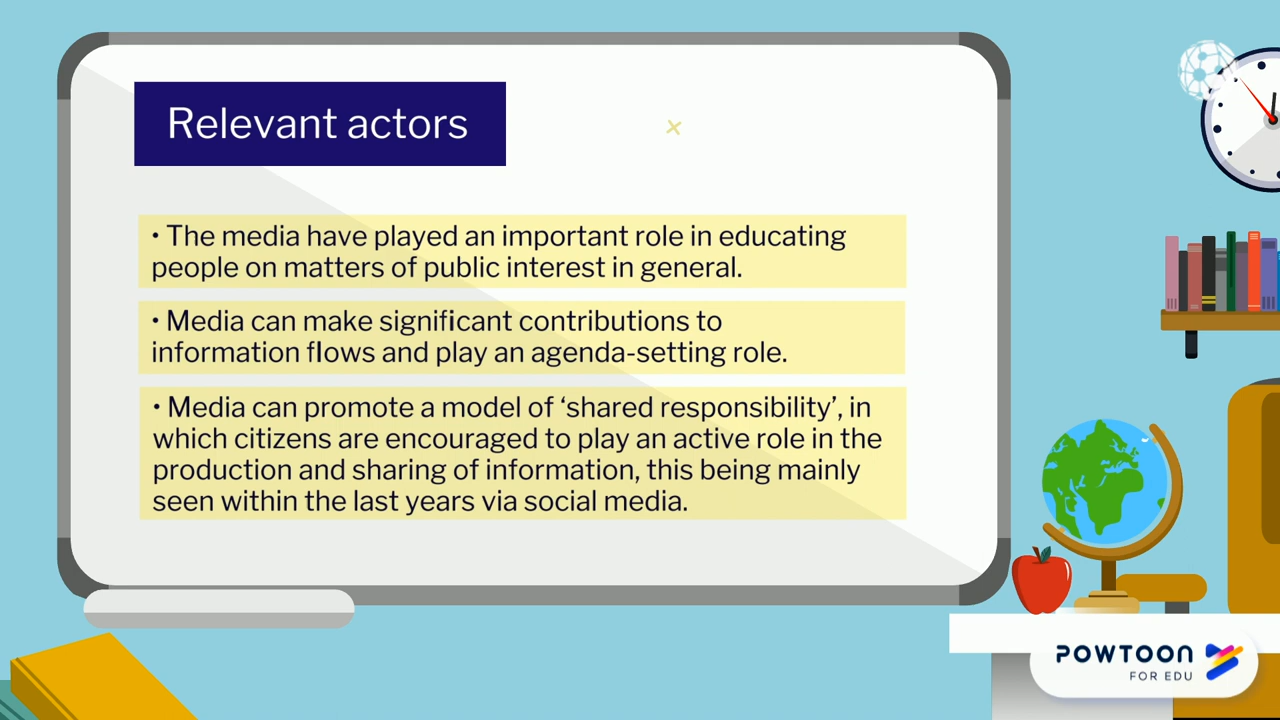 Relevant actors
• The media have played an important role in educating
people on matters of public interest in general.
• Media can make significant contributions to
information flows and play an agenda-setting role.
• Media can promote a model of ‘shared responsibility’, in
which citizens are encouraged to play an active role in the
production and sharing of information, this being mainly
seen within the last years via social media.
POWTOON
FOR EDU